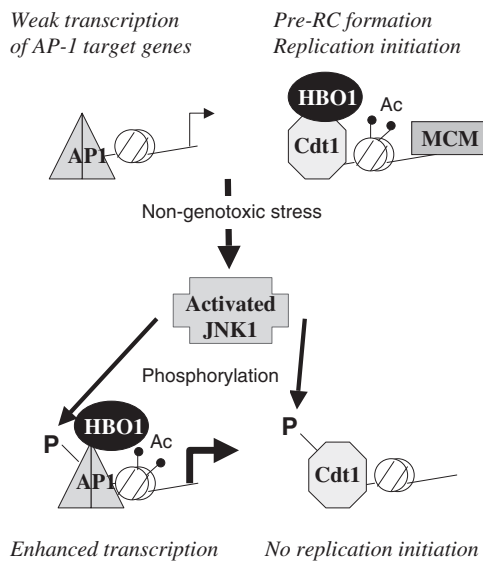 Weak transcription
of AP-1 target genes
Pre-RC formation
Replication initiation
AP1
HBO1
Cdt1
Ac
MCM
Non-genotoxic stress
Activated
JNK1
Phosphorylation
P
HBO1
AP1
Ac
P
Cdt1
Enhanced transcription
No replication initiation